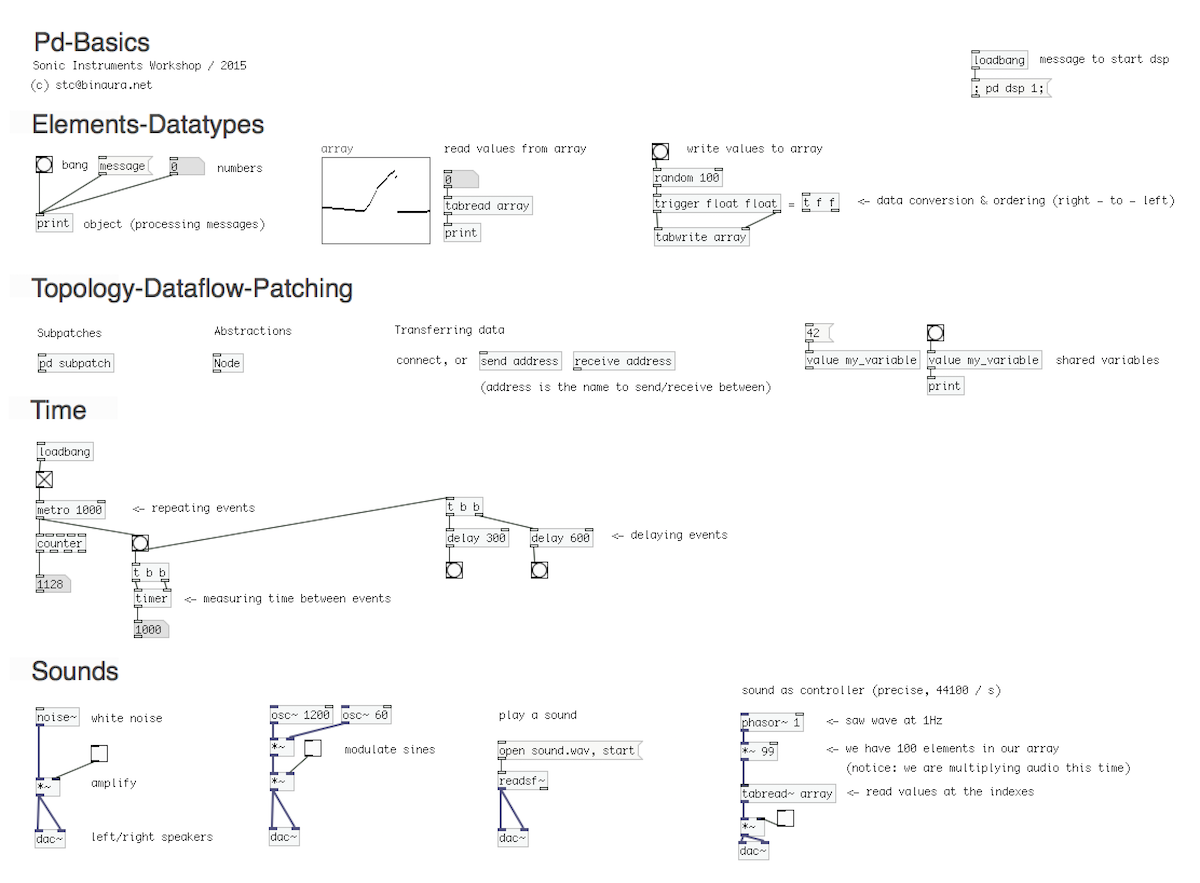 Pd-Basics
Sonic Instruments Workshop / 2015
(c) stc@binaura.net
loadbang
message to start dsp
; pd dsp 1;
Elements-Datatypes
bang
message
0
numbers
print
object (processing messages)
array
read values from array
0
tabread array
print
write values to array
random 100
trigger float float
=
t f f
<- data conversion & ordering (right - to - left)
tabwrite array
Topology-Dataflow-Patching
Subpatches
pd subpatch
Abstractions
Node
Transferring data
connect, or
send address
receive address
(address is the name to send/receive between)
42
value my_variable
value my_variable
shared variables
print
Time
loadbang
metro 1000
<- repeating events
counter
1128
t b b
timer
<- measuring time between events
1000
t b b
delay 300
delay 600
<- delaying events
Sounds
noise~
white noise
*~
amplify
dac~
left/right speakers
osc~ 1200
osc~ 60
*~
modulate sines
*~
dac~
play a sound
open sound.wav, start
readsf~
dac~
sound as controller (precise, 44100 / s)
phasor~ 1
<- saw wave at 1Hz
*~ 99
<- we have 100 elements in our array
(notice: we are multiplying audio this time)
tabread~ array
<- read values at the indexes
*~
dac~